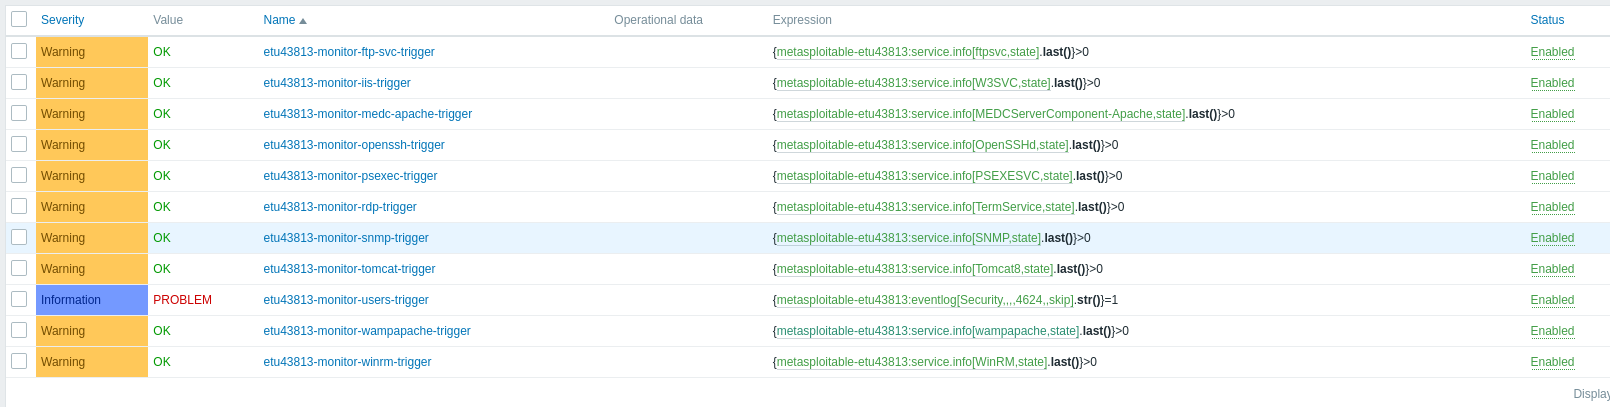 Severity Value Name Operational data Expression Status
Warning OK etu43813-monitor-ftp-svc-trigger {metasploitable-etu43813:service.info[ftpsvc,state].last()}>0 Enabled
Warning OK etu43813-monitor-iis-trigger {metasploitable-etu43813:service.info[W3SVC,state].last()}>0 Enabled
Warning OK etu43813-monitor-medc-apache-trigger {metasploitable-etu43813:service.info[MEDCServerComponent-Apache,state].last()}>0 Enabled
Warning OK etu43813-monitor-openssh-trigger {metasploitable-etu43813:service.info[OpenSSHd,state].last()}>0 Enabled
Warning OK etu43813-monitor-psexec-trigger {metasploitable-etu43813:service.info[PSEXESVC,state].last()}>0 Enabled
Warning OK etu43813-monitor-rdp-trigger {metasploitable-etu43813:service.info[TermService,state].last()}>0 Enabled
Warning OK etu43813-monitor-snmp-trigger {metasploitable-etu43813:service.info[SNMP,state].last()}>0 Enabled
Warning OK etu43813-monitor-tomcat-trigger {metasploitable-etu43813:service.info[Tomcat8,state].last()}>0 Enabled
Information PROBLEM etu43813-monitor-users-trigger {metasploitable-etu43813:eventlog[Security,,,,4624,,skip].str()}=1 Enabled
Warning OK etu43813-monitor-wampapache-trigger {metasploitable-etu43813:service.info[wampapache,state].last()}>0 Enabled
Warning OK etu43813-monitor-winrm-trigger {metasploitable-etu43813:service.info[WinRM,state].last()}>0 Enabled
Display